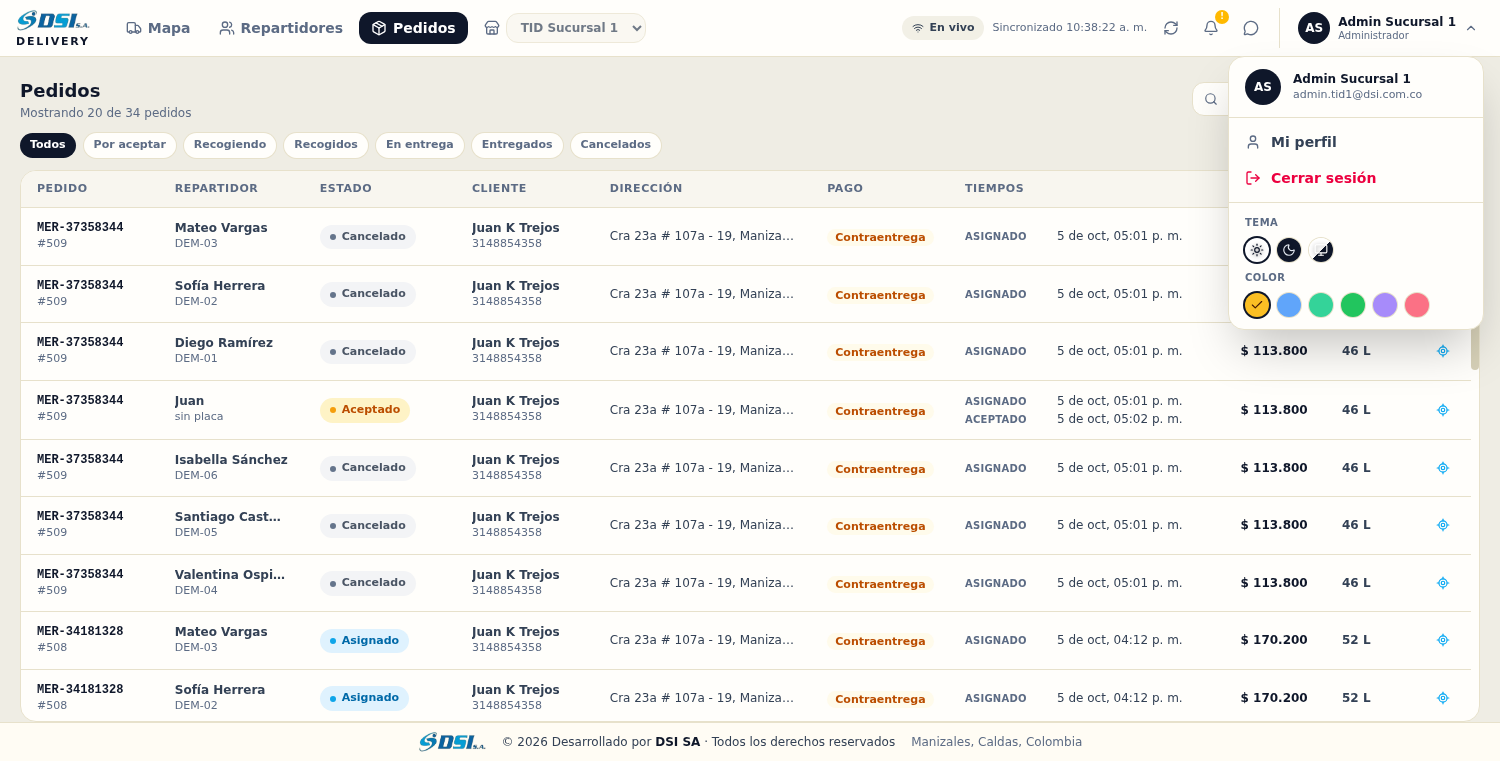 DSI S.A.
DELIVERY
Mapa
Repartidores
Pedidos
TID Sucursal 1
En vivo
Sincronizado 10:38:22 a. m.
!
AS
Admin Sucursal 1
Administrador
AS
Admin Sucursal 1
admin.tid1@dsi.com.co
Mi perfil
Cerrar sesión
TEMA
COLOR
Pedidos
Mostrando 20 de 34 pedidos
Todos
Por aceptar
Recogiendo
Recogidos
En entrega
Entregados
Cancelados
PEDIDO REPARTIDOR ESTADO CLIENTE DIRECCIÓN PAGO TIEMPOS
MER-37358344 Mateo Vargas Cancelado Juan K Trejos Cra 23a # 107a - 19, Maniza... Contraentrega ASIGNADO 5 de oct, 05:01 p. m.
#509 DEM-03 3148854358
MER-37358344 Sofía Herrera Cancelado Juan K Trejos Cra 23a # 107a - 19, Maniza... Contraentrega ASIGNADO 5 de oct, 05:01 p. m.
#509 DEM-02 3148854358
MER-37358344 Diego Ramírez Cancelado Juan K Trejos Cra 23a # 107a - 19, Maniza... Contraentrega ASIGNADO 5 de oct, 05:01 p. m. $ 113.800 46 L
#509 DEM-01 3148854358
MER-37358344 Juan Aceptado Juan K Trejos Cra 23a # 107a - 19, Maniza... Contraentrega ASIGNADO 5 de oct, 05:01 p. m. $ 113.800 46 L
#509 sin placa 3148854358 ACEPTADO 5 de oct, 05:02 p. m.
MER-37358344 Isabella Sánchez Cancelado Juan K Trejos Cra 23a # 107a - 19, Maniza... Contraentrega ASIGNADO 5 de oct, 05:01 p. m. $ 113.800 46 L
#509 DEM-06 3148854358
MER-37358344 Santiago Cast... Cancelado Juan K Trejos Cra 23a # 107a - 19, Maniza... Contraentrega ASIGNADO 5 de oct, 05:01 p. m. $ 113.800 46 L
#509 DEM-05 3148854358
MER-37358344 Valentina Ospi... Cancelado Juan K Trejos Cra 23a # 107a - 19, Maniza... Contraentrega ASIGNADO 5 de oct, 05:01 p. m. $ 113.800 46 L
#509 DEM-04 3148854358
MER-34181328 Mateo Vargas Asignado Juan K Trejos Cra 23a # 107a - 19, Maniza... Contraentrega ASIGNADO 5 de oct, 04:12 p. m. $ 170.200 52 L
#508 DEM-03 3148854358
MER-34181328 Sofía Herrera Asignado Juan K Trejos Cra 23a # 107a - 19, Maniza... Contraentrega ASIGNADO 5 de oct, 04:12 p. m. $ 170.200 52 L
#508 DEM-02 3148854358
DSI S.A. © 2026 Desarrollado por DSI SA · Todos los derechos reservados Manizales, Caldas, Colombia